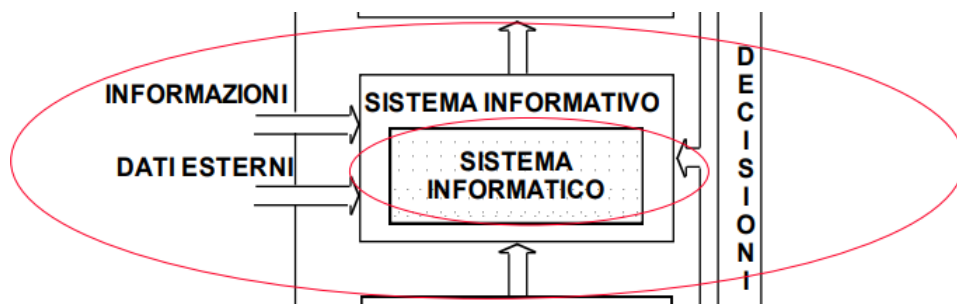 INFORMAZIONI
DATI ESTERNI
SISTEMA INFORMATIVO
SISTEMA
INFORMATICO
DECISIONI